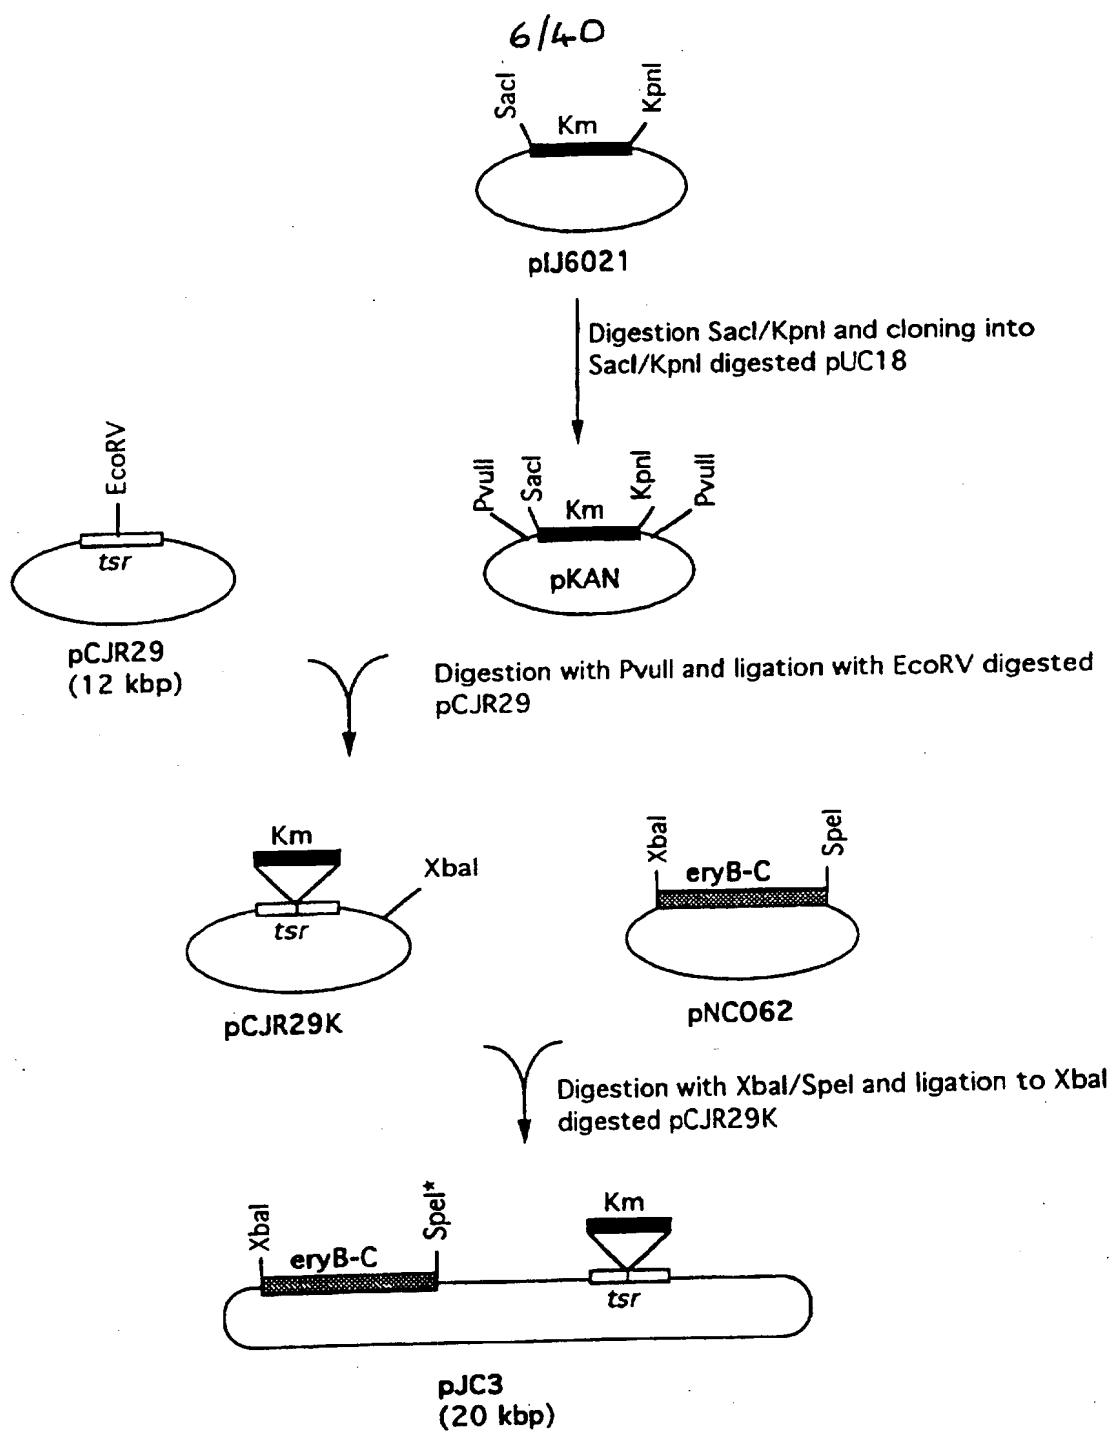 6/40
SacI
Km
KpnI
pIJ6021
Digestion SacI/KpnI and cloning into
SacI/KpnI digested pUC18
EcoRV
tsr
pCJR29
(12 kbp)
PvuII
SacI
Km
KpnI
PvuII
pKAN
Digestion with PvuII and ligation with EcoRV digested
pCJR29
Km
XbaI
tsr
pCJR29K
XbaI
eryB-C
SpeI
pNCO62
Digestion with XbaI/SpeI and ligation to XbaI
digested pCJR29K
XbaI
eryB-C
SpeI*
Km
tsr
pJC3
(20 kbp)